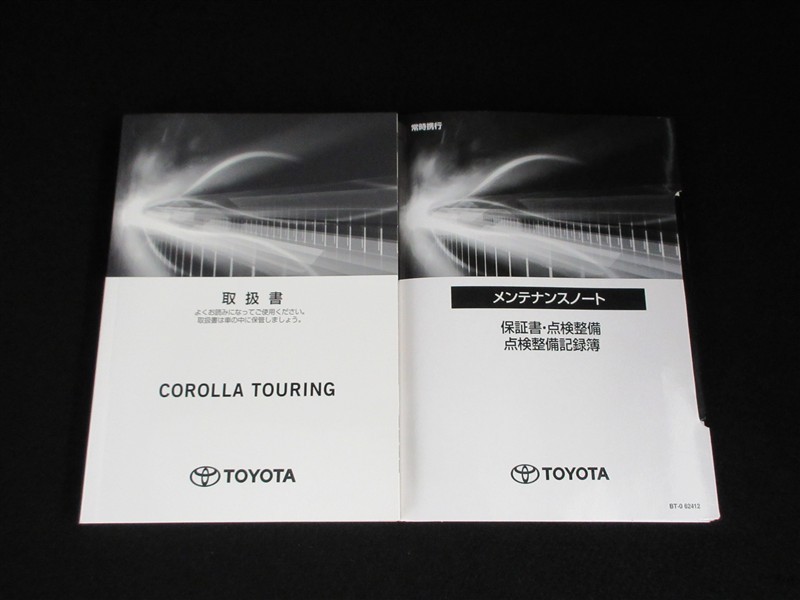 取扱書
よくお読みになってご使用ください。
取扱書は車の中に保管しましょう。
COROLLA TOURING
TOYOTA
常時携行
メンテナンスノート
保証書・点検整備
点検整備記録簿
TOYOTA
BT-0 62412